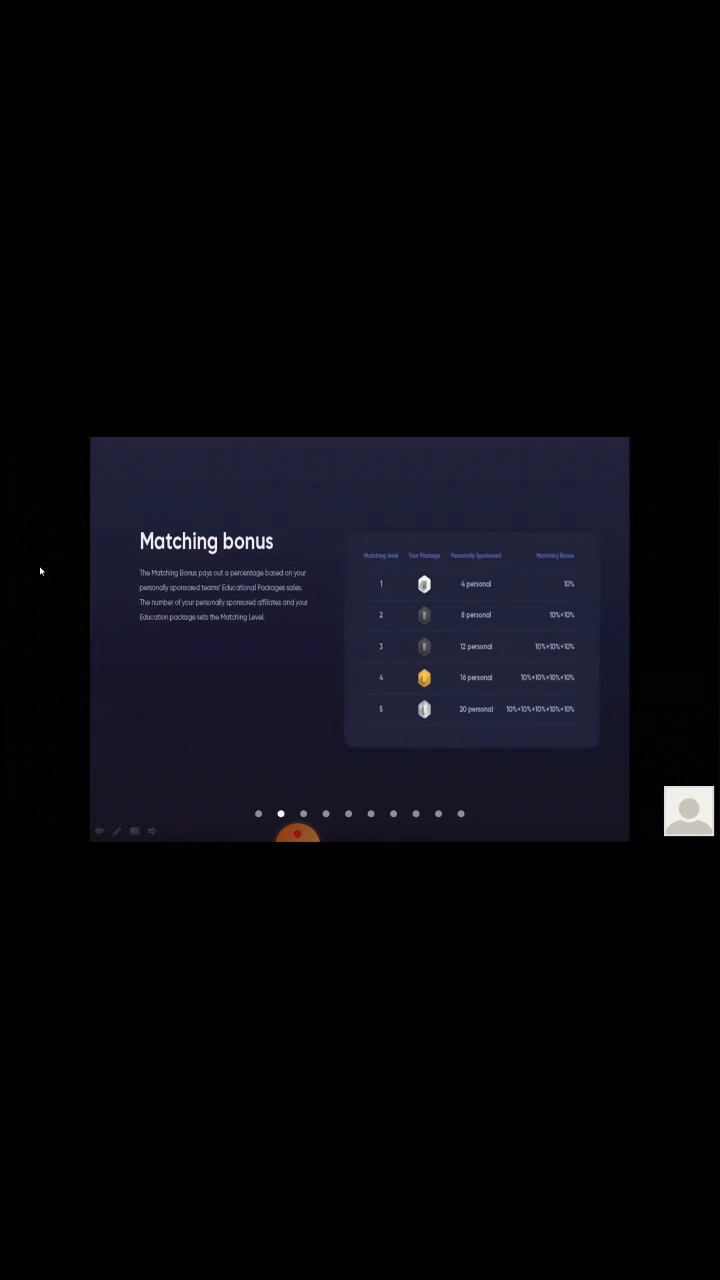 Matching bonus
The Matching Bonus pays out a percentage based on your
personally sponsored teams' Educational Packages sales.
The number of your personally sponsored affiliates and your
Education package sets the Matching Level.
Matching level Your Package Personally Sponsored Matching Bonus
1 4 personal 10%
2 8 personal 10%+10%
3 12 personal 10%+10%+10%
4 16 personal 10%+10%+10%+10%
5 20 personal 10%+10%+10%+10%+10%